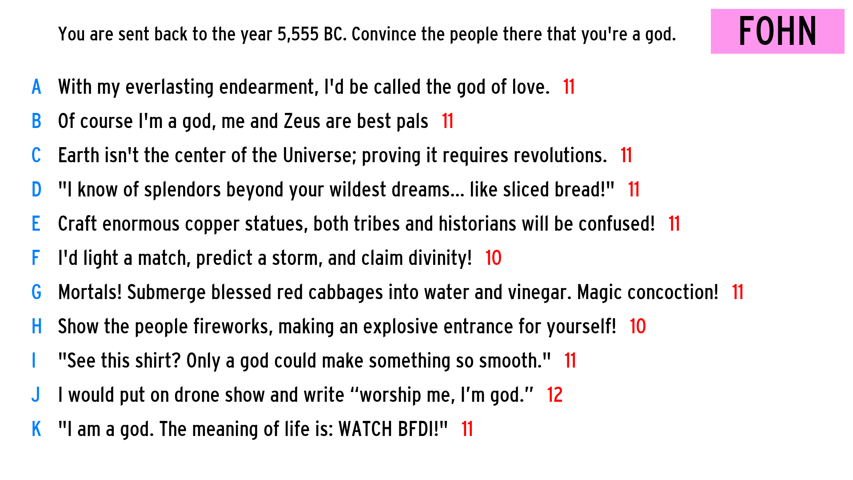 You are sent back to the year 5,555 BC. Convince the people there that you're a god.
FOHN
A With my everlasting endearment, I'd be called the god of love. 11
B Of course I'm a god, me and Zeus are best pals 11
C Earth isn't the center of the Universe; proving it requires revolutions. 11
D "I know of splendors beyond your wildest dreams... like sliced bread!" 11
E Craft enormous copper statues, both tribes and historians will be confused! 11
F I'd light a match, predict a storm, and claim divinity! 10
G Mortals! Submerge blessed red cabbages into water and vinegar. Magic concoction! 11
H Show the people fireworks, making an explosive entrance for yourself! 10
I "See this shirt? Only a god could make something so smooth." 11
J I would put on drone show and write “worship me, I’m god.” 12
K "I am a god. The meaning of life is: WATCH BFDI!" 11